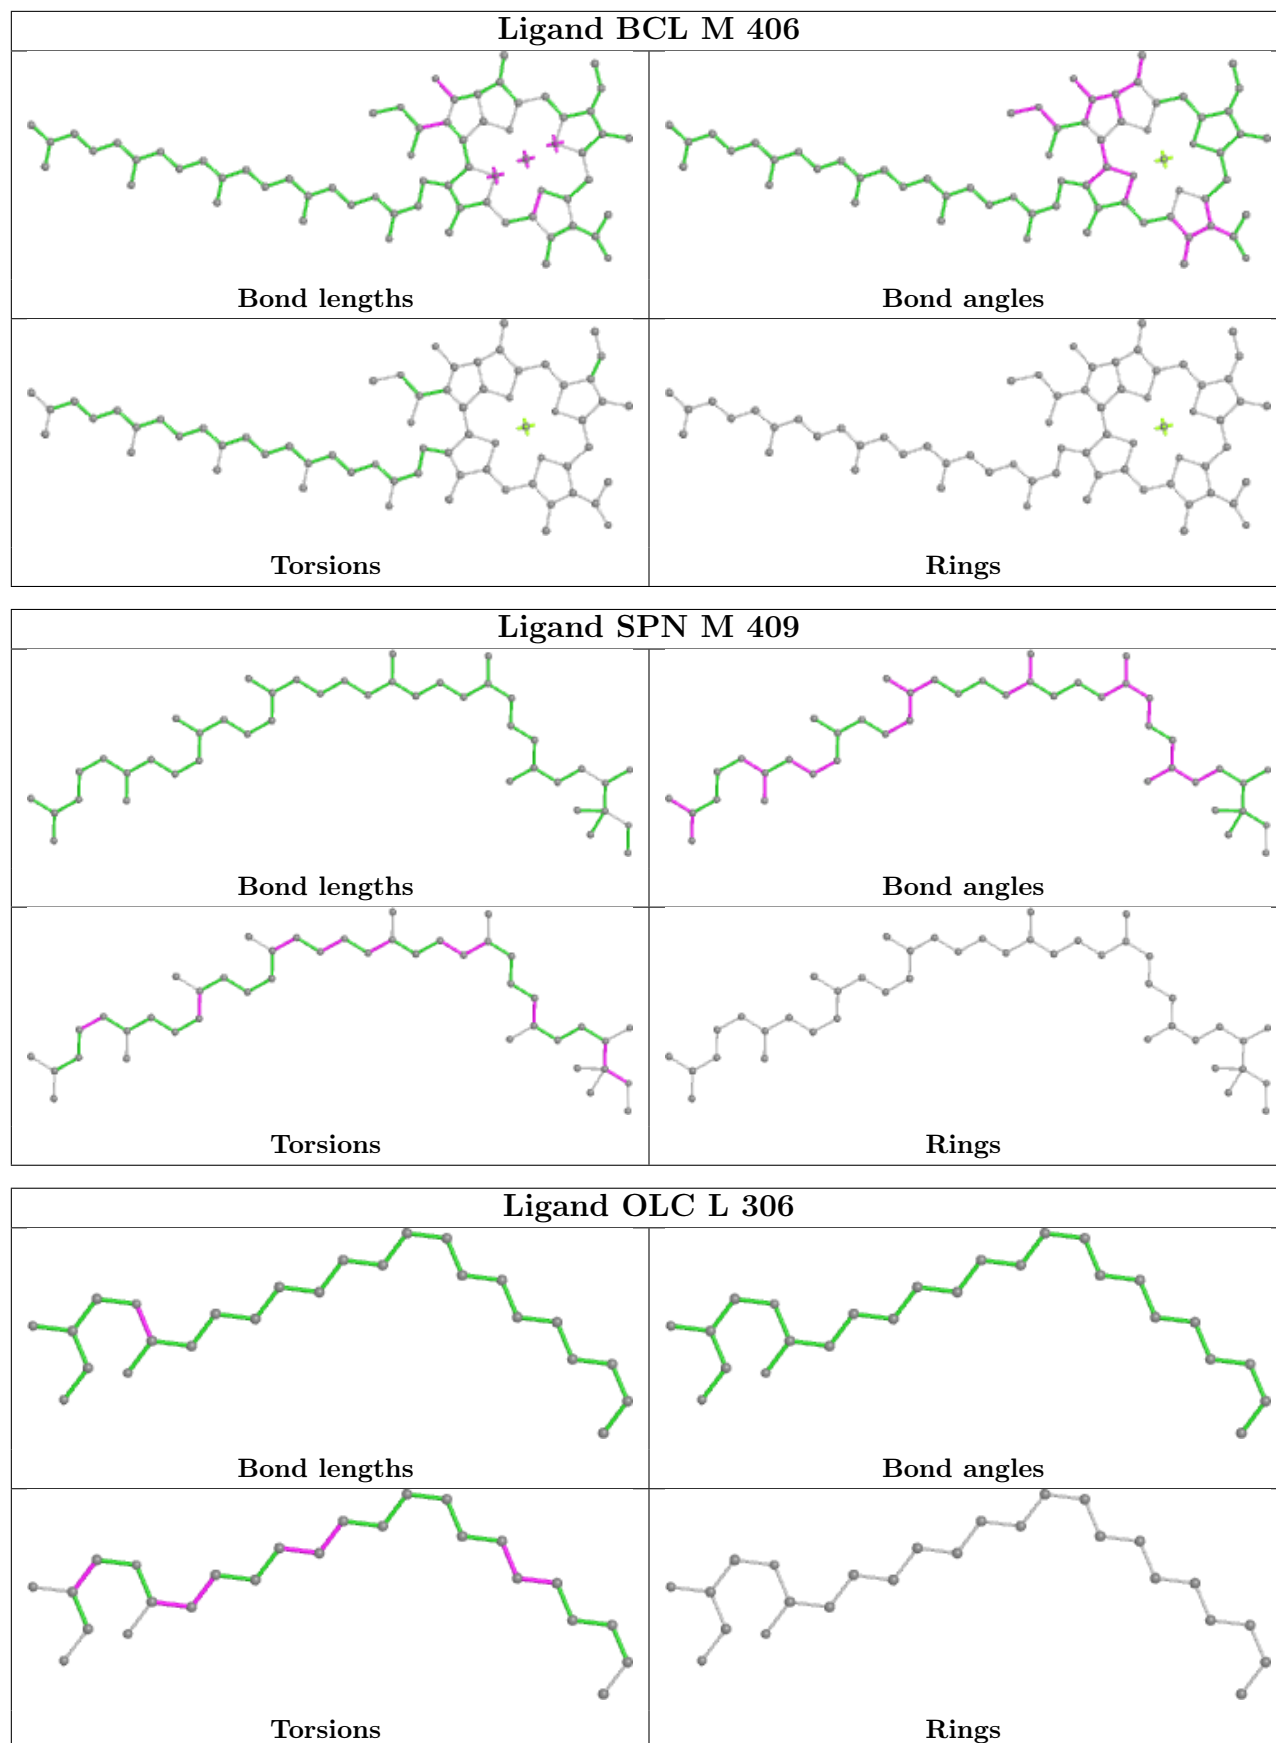 Ligand BCL M 406
Bond lengths
Bond angles
Torsions
Rings
Ligand SPN M 409
Bond lengths
Bond angles
Torsions
Rings
Ligand OLC L 306
Bond lengths
Bond angles
Torsions
Rings